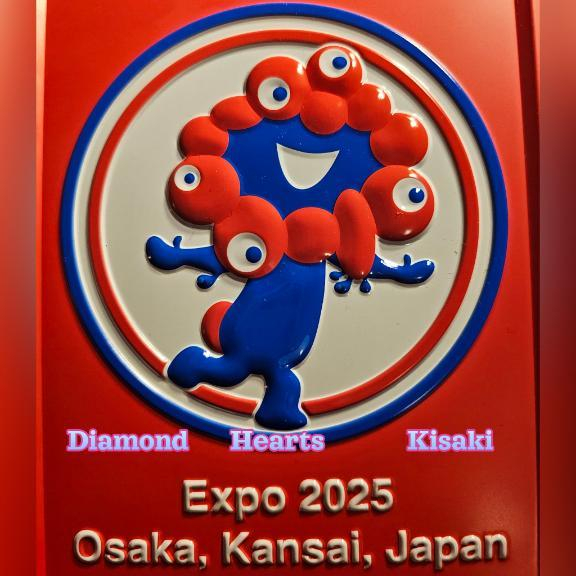 Diamond Hearts Kisaki
Expo 2025
Osaka, Kansai, Japan